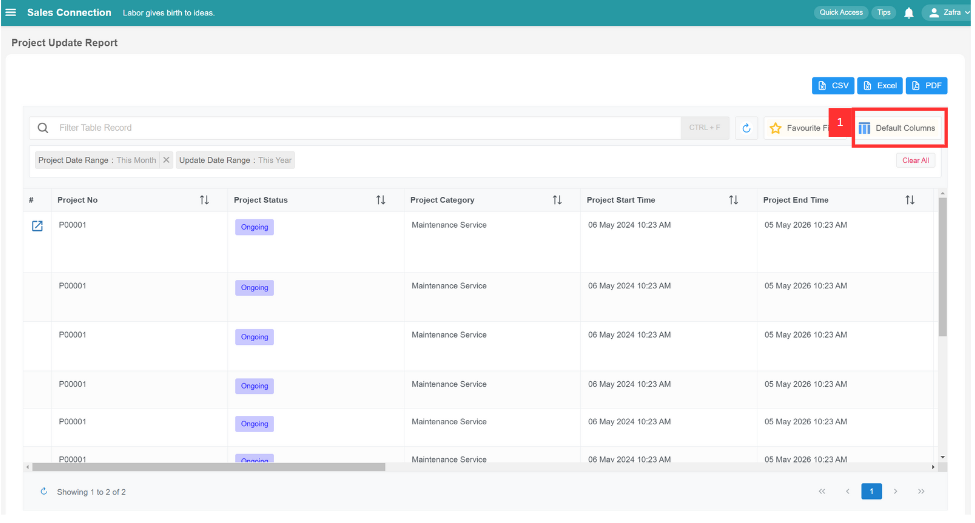 Sales Connection Labor gives birth to ideas. Quick Access Tips Zafra
Project Update Report
CSV Excel PDF
Filter Table Record CTRL + F Favourite Fi 1 Default Columns
Project Date Range : This Month Update Date Range : This Year Clear All
# Project No Project Status Project Category Project Start Time Project End Time
P00001 Ongoing Maintenance Service 06 May 2024 10:23 AM 05 May 2026 10:23 AM
P00001 Ongoing Maintenance Service 06 May 2024 10:23 AM 05 May 2026 10:23 AM
P00001 Ongoing Maintenance Service 06 May 2024 10:23 AM 05 May 2026 10:23 AM
P00001 Ongoing Maintenance Service 06 May 2024 10:23 AM 05 May 2026 10:23 AM
P00001 Ongoing Maintenance Service 06 May 2024 10:23 AM 05 May 2026 10:23 AM
P00001 Ongoing Maintenance Service 06 May 2024 10:23 AM 05 May 2026 10:23 AM
Showing 1 to 2 of 2 1